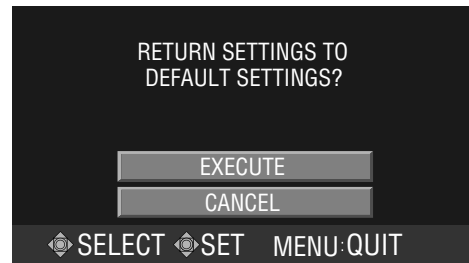 RETURN SETTINGS TO
DEFAULT SETTINGS?
EXECUTE
CANCEL
SELECT SET MENU:QUIT